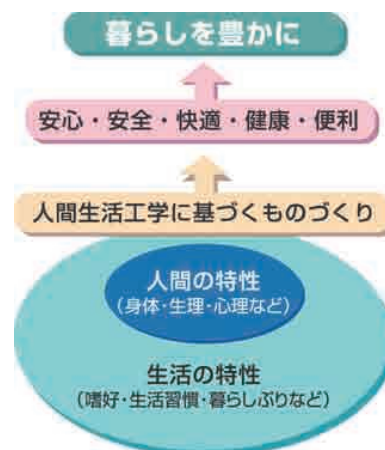 暮らしを豊かに
安心・安全・快適・健康・便利
人間生活工学に基づくものづくり
人間の特性
（身体・生理・心理など）
生活の特性
（嗜好・生活習慣・暮らしぶりなど）